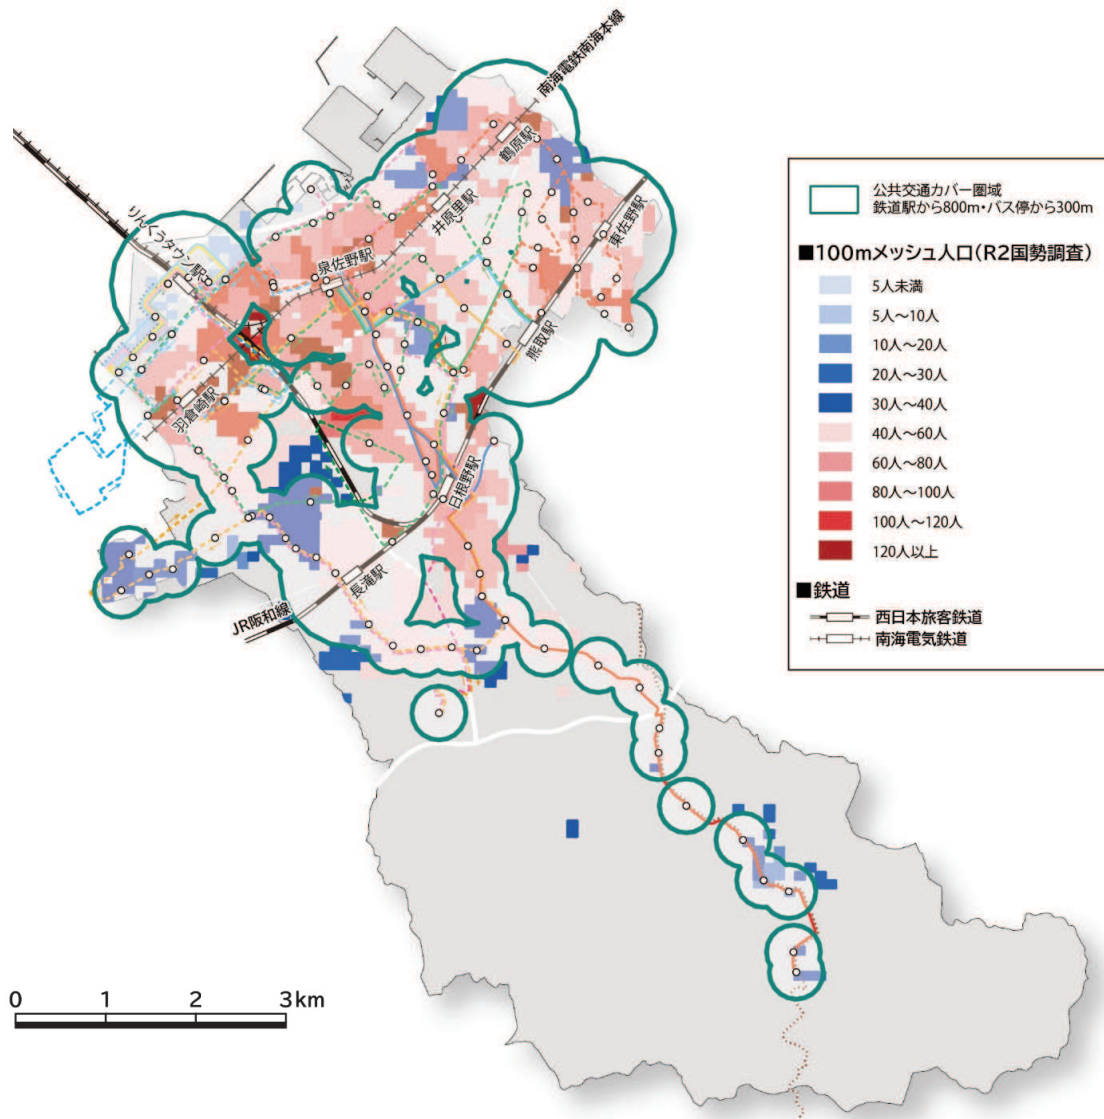 南海電鉄南海本線
鶴原駅
井原里駅
東佐野駅
りんくうタウン駅
泉佐野駅
熊取駅
羽倉崎駅
日根野駅
長滝駅
JR阪和線
公共交通カバー圏域
鉄道駅から800m・バス停から300m
■100mメッシュ人口(R2国勢調査)
5人未満
5人～10人
10人～20人
20人～30人
30人～40人
40人～60人
60人～80人
80人～100人
100人～120人
120人以上
■鉄道
西日本旅客鉄道
南海電気鉄道
0 1 2 3km